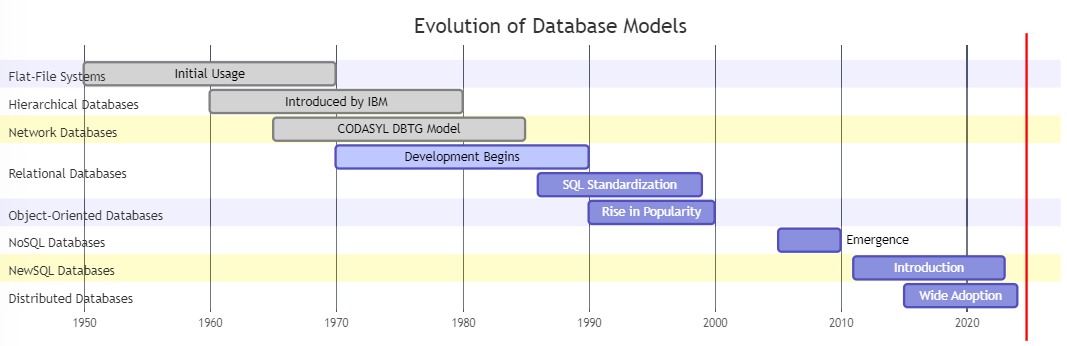 Evolution of Database Models
Flat-File Systems
Initial Usage
Hierarchical Databases
Introduced by IBM
Network Databases
CODASYL DBTG Model
Relational Databases
Development Begins
SQL Standardization
Object-Oriented Databases
Rise in Popularity
NoSQL Databases
Emergence
NewSQL Databases
Introduction
Distributed Databases
Wide Adoption
1950 1960 1970 1980 1990 2000 2010 2020